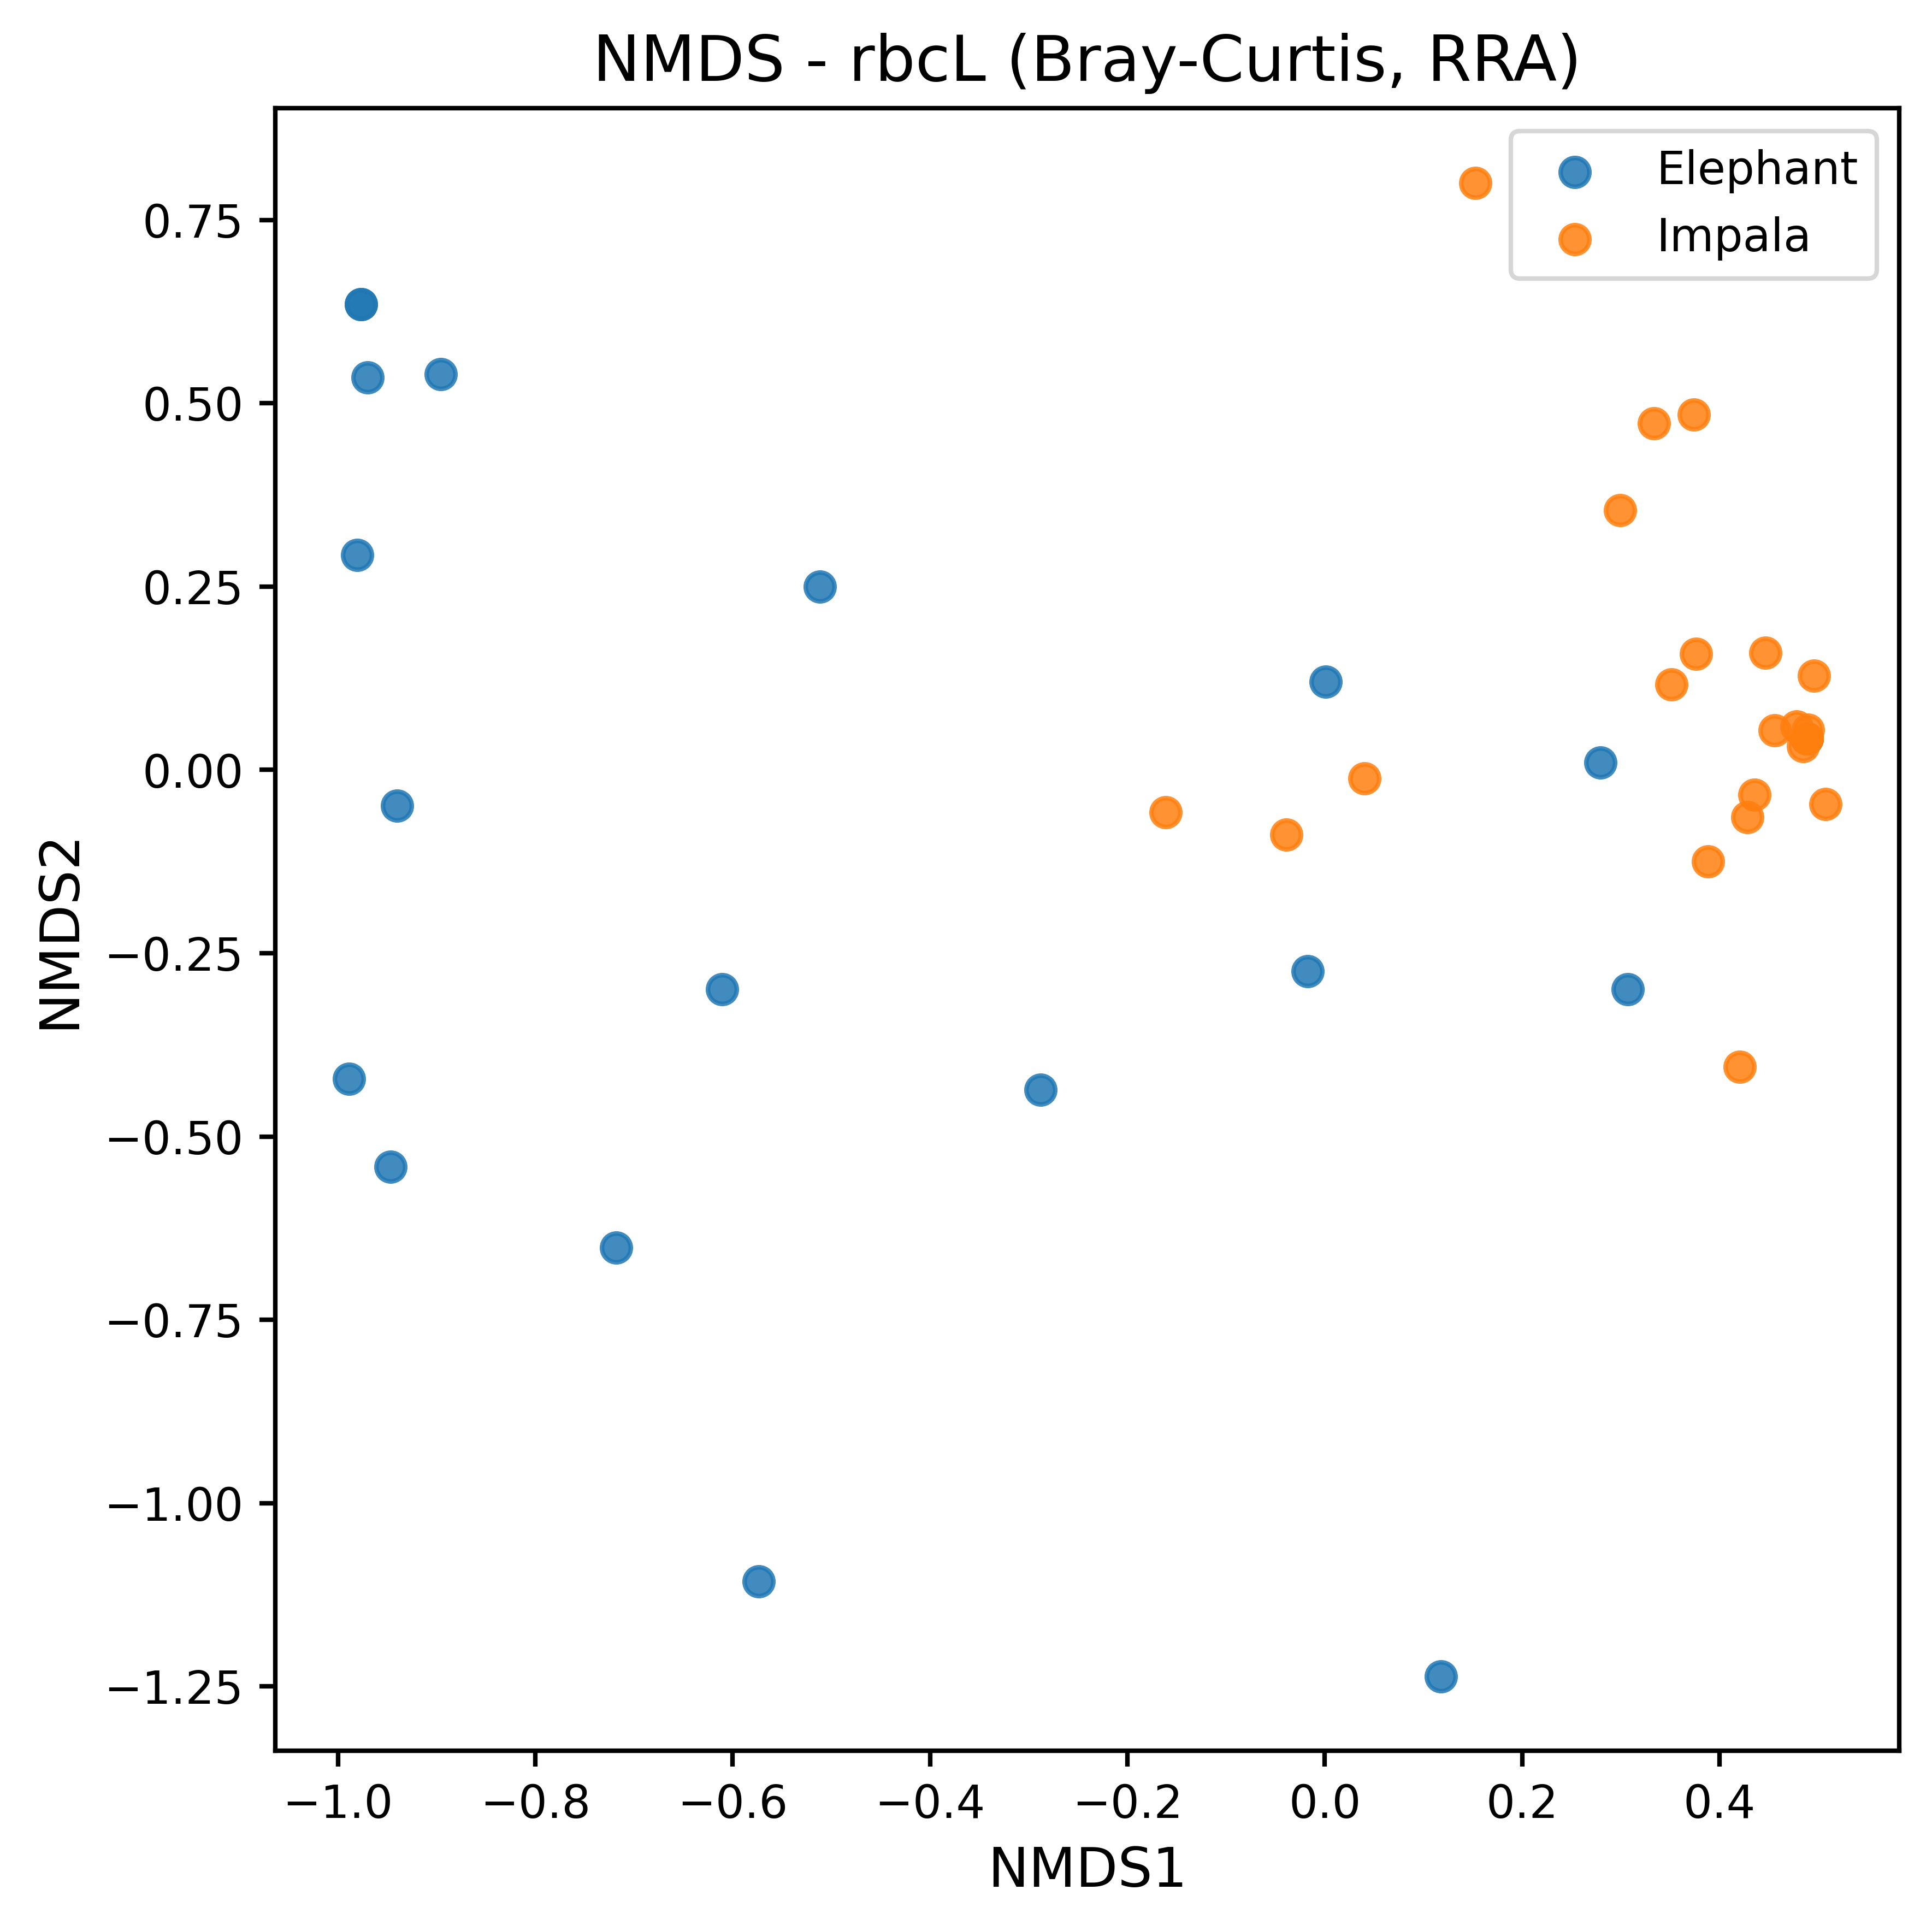 NMDS - rbcL (Bray-Curtis, RRA)
Elephant
Impala
0.75
0.50
0.25
0.00
−0.25
−0.50
−0.75
−1.00
−1.25
NMDS2
−1.0 −0.8 −0.6 −0.4 −0.2 0.0 0.2 0.4
NMDS1